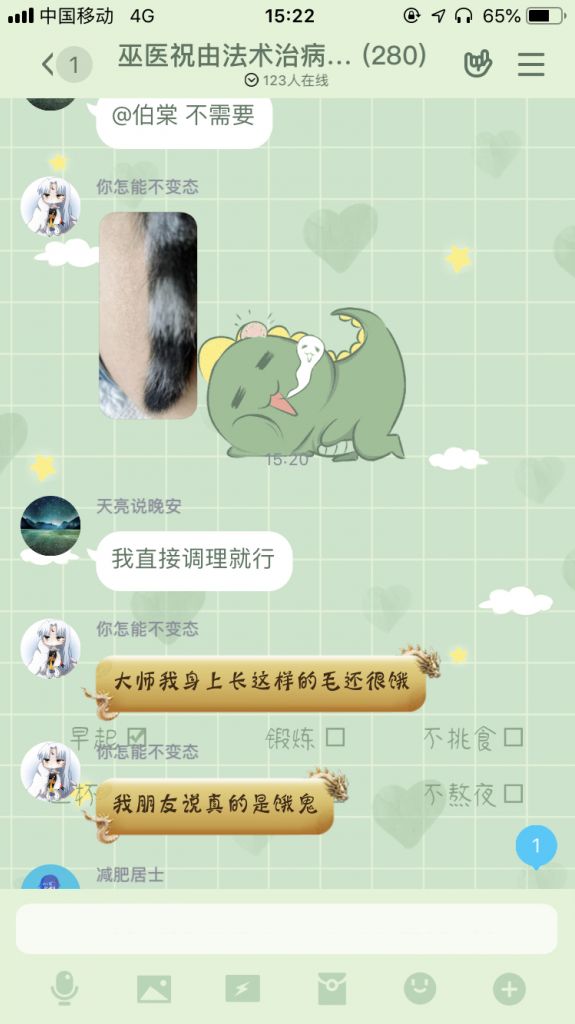 中国移动 4G 15:22 65%
1 巫医祝由法术治病... (280)
123人在线
@伯棠 不需要
你怎能不变态
15:20
天亮说晚安
我直接调理就行
你怎能不变态
大师我身上长这样的毛还很饿
早起 锻炼 不挑食
你怎能不变态
不熬夜
我朋友说真的是饿鬼
1
减肥居士